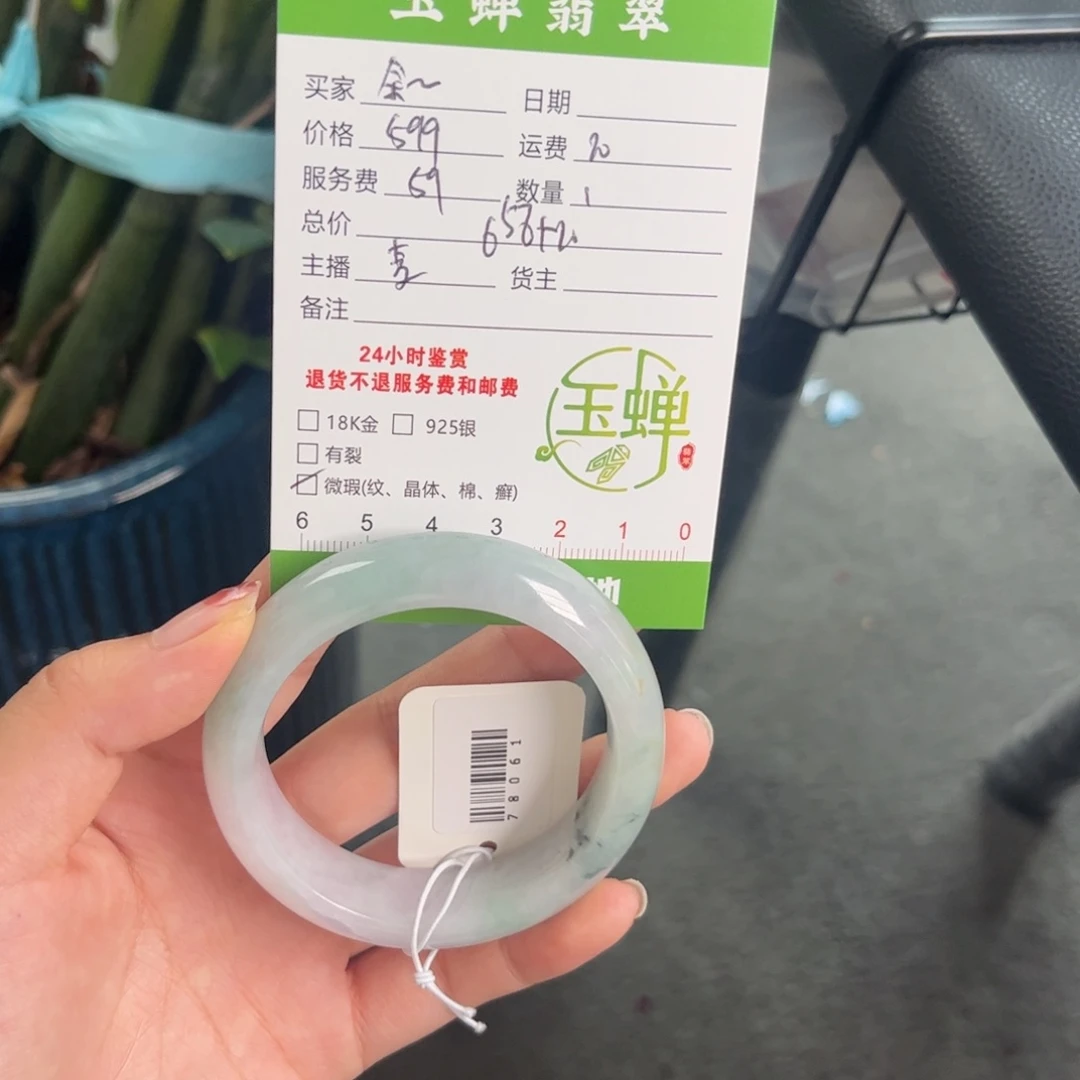 玉蝉翡翠
买家 余~ 日期
价格 599 运费 20
服务费 59 数量 1
总价 658+20
主播 货主
备注
24小时鉴赏
退货不退服务费和邮费
18K金 925银
有裂
微瑕(纹、晶体、棉、癣)
玉蝉
翡翠
6 5 4 3 2 1 0
78061